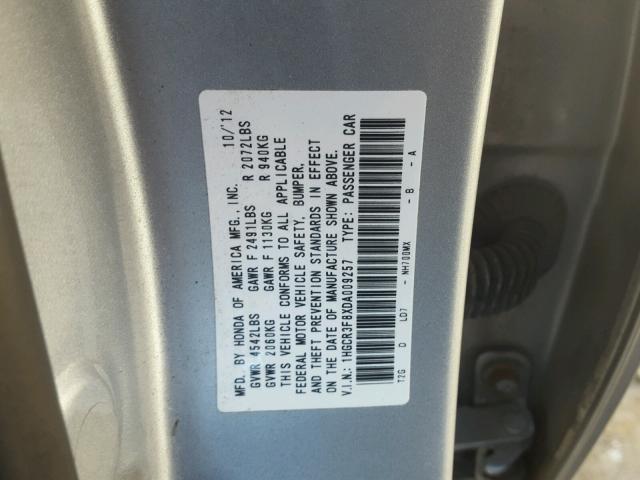 MFD. BY HONDA OF AMERICA MFG., INC. 10/'12
GVWR 4542LBS GAWR F 2491LBS R 2072LBS
GVWR 2060KG GAWR F 1130KG R 940KG
THIS VEHICLE CONFORMS TO ALL APPLICABLE
FEDERAL MOTOR VEHICLE SAFETY, BUMPER,
AND THEFT PREVENTION STANDARDS IN EFFECT
ON THE DATE OF MANUFACTURE SHOWN ABOVE.
V.I.N.: 1HGCR3F8XDA009257 TYPE: PASSENGER CAR
T2G D LD7 - NH700MX - B - A